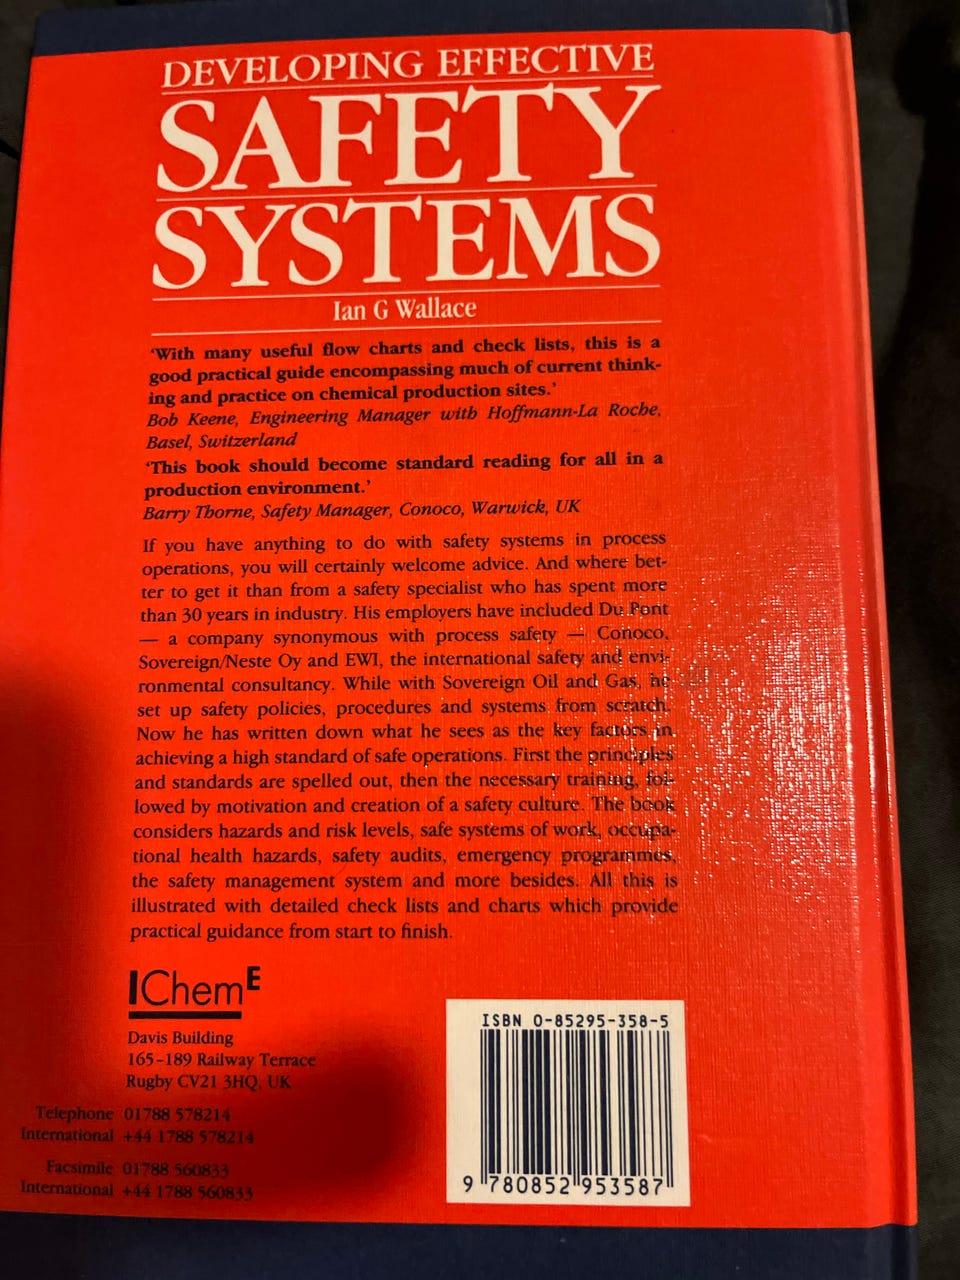 DEVELOPING EFFECTIVE
SAFETY
SYSTEMS
Ian G Wallace
'With many useful flow charts and check lists, this is a
good practical guide encompassing much of current think-
ing and practice on chemical production sites.'
Bob Keene, Engineering Manager with Hoffmann-La Roche,
Basel, Switzerland
'This book should become standard reading for all in a
production environment.'
Barry Thorne, Safety Manager, Conoco, Warwick, UK
If you have anything to do with safety systems in process
operations, you will certainly welcome advice. And where bet-
ter to get it than from a safety specialist who has spent more
than 30 years in industry. His employers have included Du Pont
— a company synonymous with process safety — Conoco,
Sovereign/Neste Oy and EWI, the international safety and envi-
ronmental consultancy. While with Sovereign Oil and Gas, he
set up safety policies, procedures and systems from scratch.
Now he has written down what he sees as the key factors in
achieving a high standard of safe operations. First the principles
and standards are spelled out, then the necessary training, fol-
lowed by motivation and creation of a safety culture. The book
considers hazards and risk levels, safe systems of work, occupa-
tional health hazards, safety audits, emergency programmes,
the safety management system and more besides. All this is
illustrated with detailed check lists and charts which provide
practical guidance from start to finish.
IChemE
Davis Building
165-189 Railway Terrace
Rugby CV21 3HQ, UK
Telephone 01788 578214
International +44 1788 578214
Facsimile 01788 560833
International +44 1788 560833
ISBN 0-85295-358-5
9 780852 953587